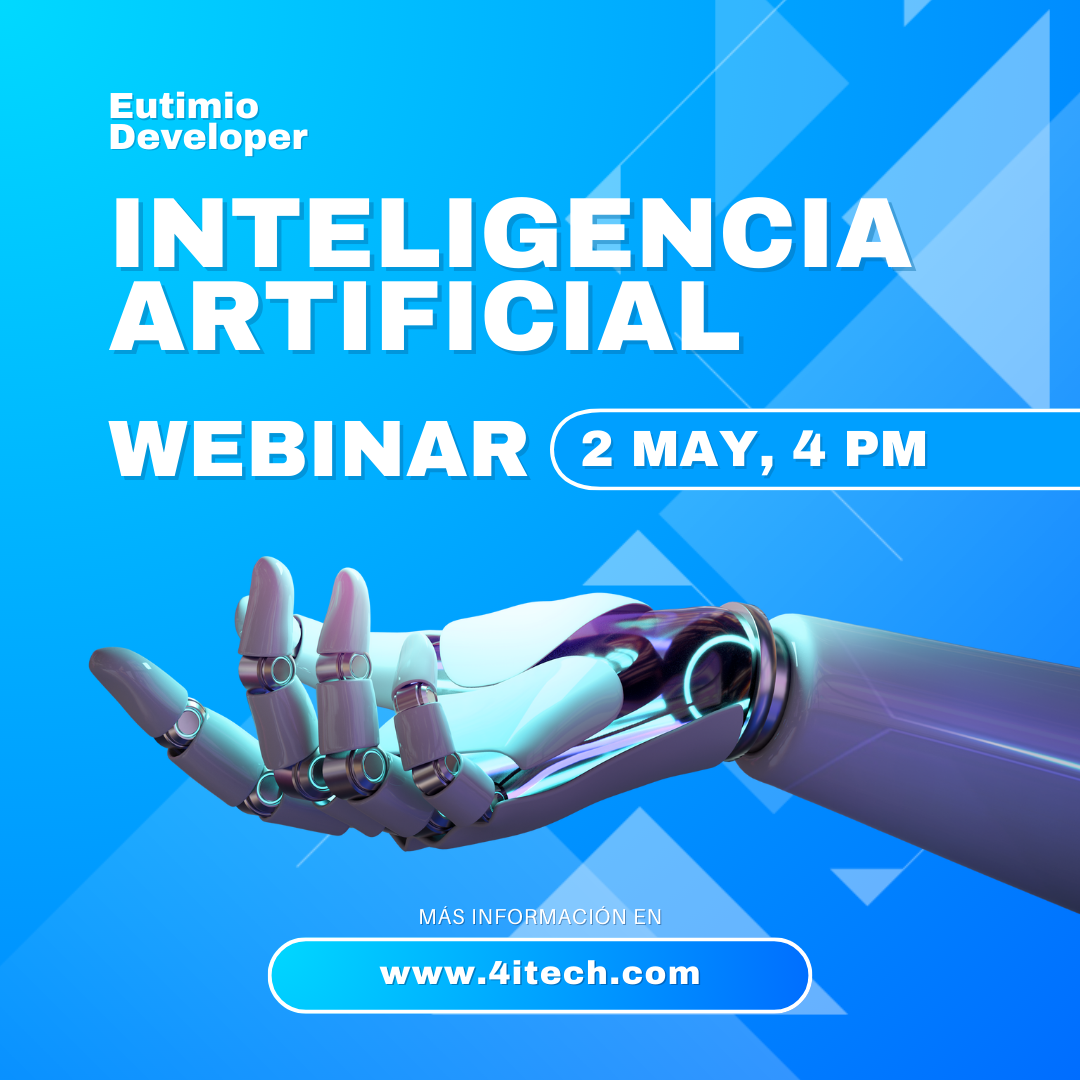 Eutimio
Developer
INTELIGENCIA
ARTIFICIAL
WEBINAR 2 MAY, 4 PM
MÁS INFORMACIÓN EN
www.4itech.com